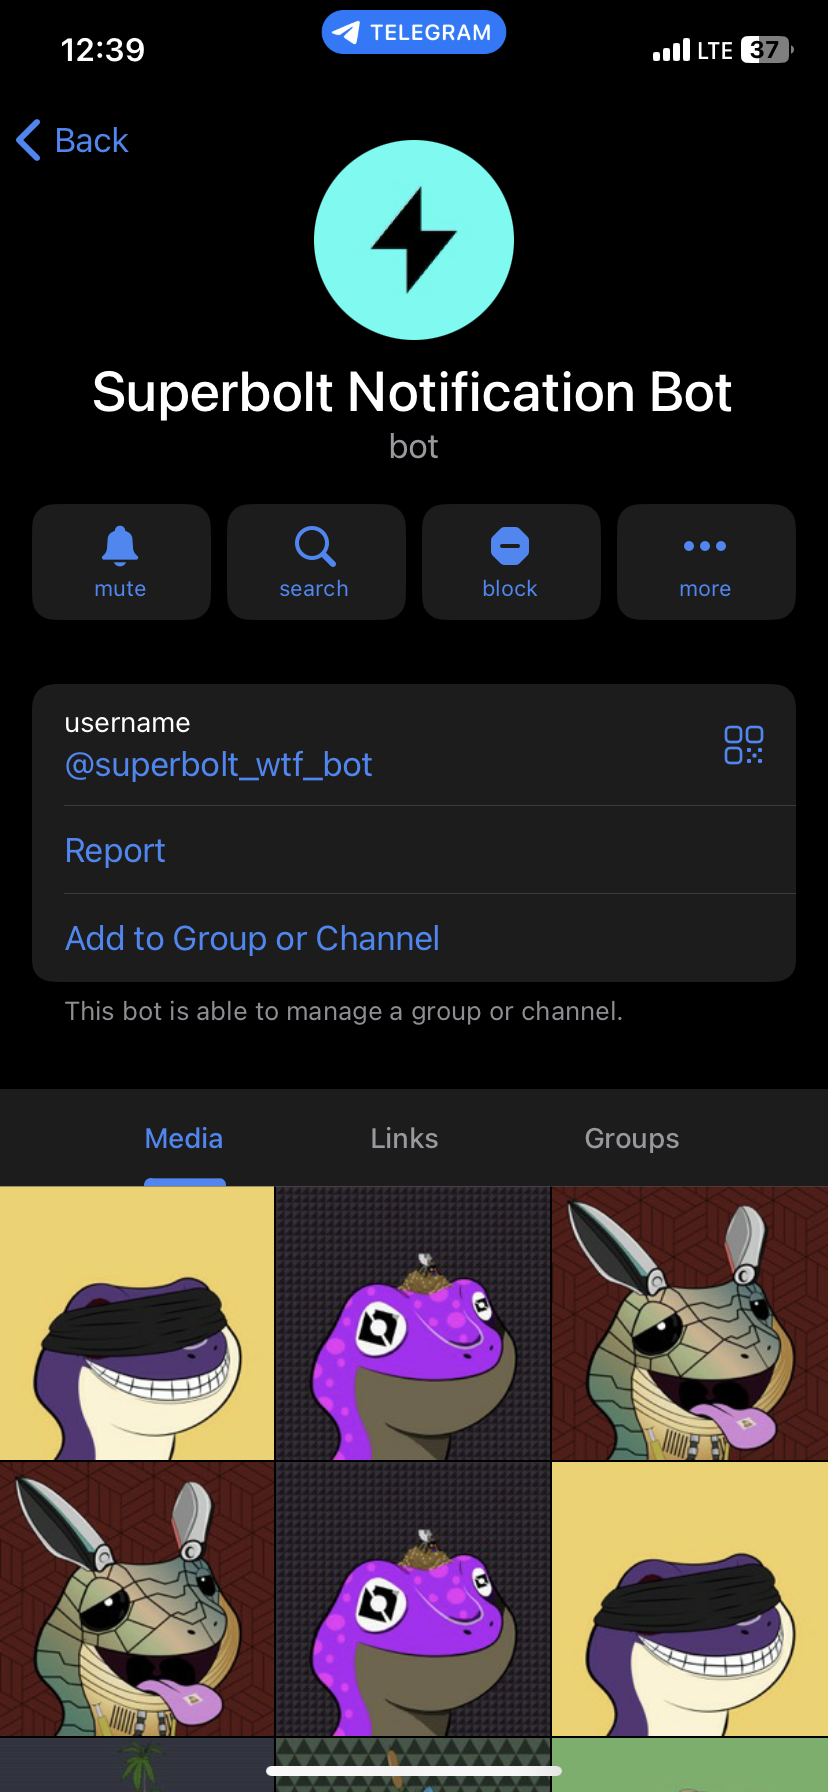 12:39
TELEGRAM
LTE
37
Back
Superbolt Notification Bot
bot
mute
search
block
more
username
@superbolt_wtf_bot
Report
Add to Group or Channel
This bot is able to manage a group or channel.
Media
Links
Groups